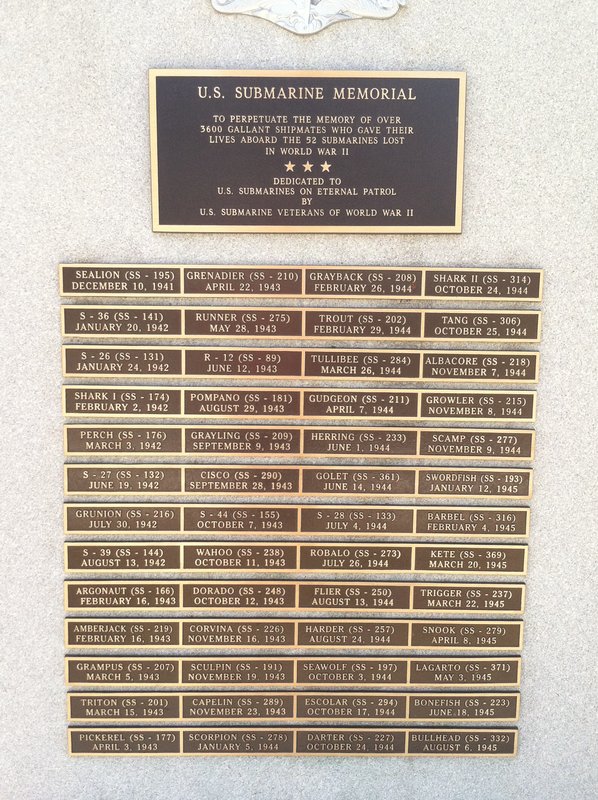 U.S. SUBMARINE MEMORIAL
TO PERPETUATE THE MEMORY OF OVER
3600 GALLANT SHIPMATES WHO GAVE THEIR
LIVES ABOARD THE 52 SUBMARINES LOST
IN WORLD WAR II
★ ★ ★
DEDICATED TO
U.S. SUBMARINES ON ETERNAL PATROL
BY
U.S. SUBMARINE VETERANS OF WORLD WAR II
SEALION (SS - 195) GRENADIER (SS - 210) GRAYBACK (SS - 208) SHARK II (SS - 314)
DECEMBER 10, 1941 APRIL 22, 1943 FEBRUARY 26, 1944 OCTOBER 24, 1944
S - 36 (SS - 141) RUNNER (SS - 275) TROUT (SS - 202) TANG (SS - 306)
JANUARY 20, 1942 MAY 28, 1943 FEBRUARY 29, 1944 OCTOBER 25, 1944
S - 26 (SS - 131) R - 12 (SS - 89) TULLIBEE (SS - 284) ALBACORE (SS - 218)
JANUARY 24, 1942 JUNE 12, 1943 MARCH 26, 1944 NOVEMBER 7, 1944
SHARK I (SS - 174) POMPANO (SS - 181) GUDGEON (SS - 211) GROWLER (SS - 215)
FEBRUARY 2, 1942 AUGUST 29, 1943 APRIL 7, 1944 NOVEMBER 8, 1944
PERCH (SS - 176) GRAYLING (SS - 209) HERRING (SS - 233) SCAMP (SS - 277)
MARCH 3, 1942 SEPTEMBER 9, 1943 JUNE 1, 1944 NOVEMBER 9, 1944
S - 27 (SS - 132) CISCO (SS - 290) GOLET (SS - 361) SWORDFISH (SS - 193)
JUNE 19, 1942 SEPTEMBER 28, 1943 JUNE 14, 1944 JANUARY 12, 1945
GRUNION (SS - 216) S - 44 (SS - 155) S - 28 (SS - 133) BARBEL (SS - 316)
JULY 30, 1942 OCTOBER 7, 1943 JULY 4, 1944 FEBRUARY 4, 1945
S - 39 (SS - 144) WAHOO (SS - 238) ROBALO (SS - 273) KETE (SS - 369)
AUGUST 13, 1942 OCTOBER 11, 1943 JULY 26, 1944 MARCH 20, 1945
ARGONAUT (SS - 166) DORADO (SS - 248) FLIER (SS - 250) TRIGGER (SS - 237)
FEBRUARY 16, 1943 OCTOBER 12, 1943 AUGUST 13, 1944 MARCH 22, 1945
AMBERJACK (SS - 219) CORVINA (SS - 226) HARDER (SS - 257) SNOOK (SS - 279)
FEBRUARY 16, 1943 NOVEMBER 16, 1943 AUGUST 24, 1944 APRIL 8, 1945
GRAMPUS (SS - 207) SCULPIN (SS - 191) SEAWOLF (SS - 197) LAGARTO (SS - 371)
MARCH 5, 1943 NOVEMBER 19, 1943 OCTOBER 3, 1944 MAY 3, 1945
TRITON (SS - 201) CAPELIN (SS - 289) ESCOLAR (SS - 294) BONEFISH (SS - 223)
MARCH 15, 1943 NOVEMBER 23, 1943 OCTOBER 17, 1944 JUNE 18, 1945
PICKEREL (SS - 177) SCORPION (SS - 278) DARTER (SS - 227) BULLHEAD (SS - 332)
APRIL 3, 1943 JANUARY 5, 1944 OCTOBER 24, 1944 AUGUST 6, 1945